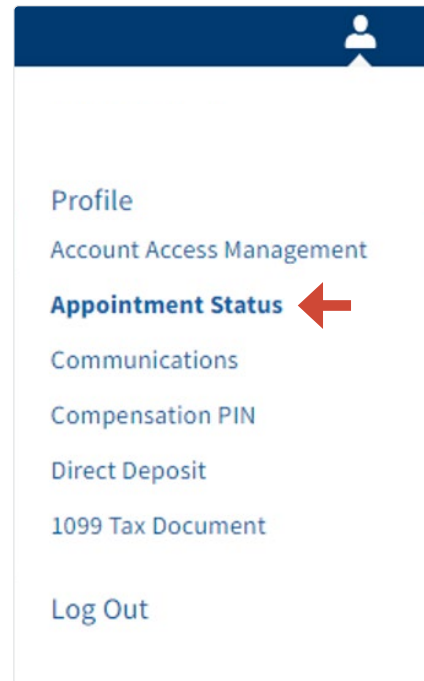 Profile
Account Access Management
Appointment Status
Communications
Compensation PIN
Direct Deposit
1099 Tax Document
Log Out